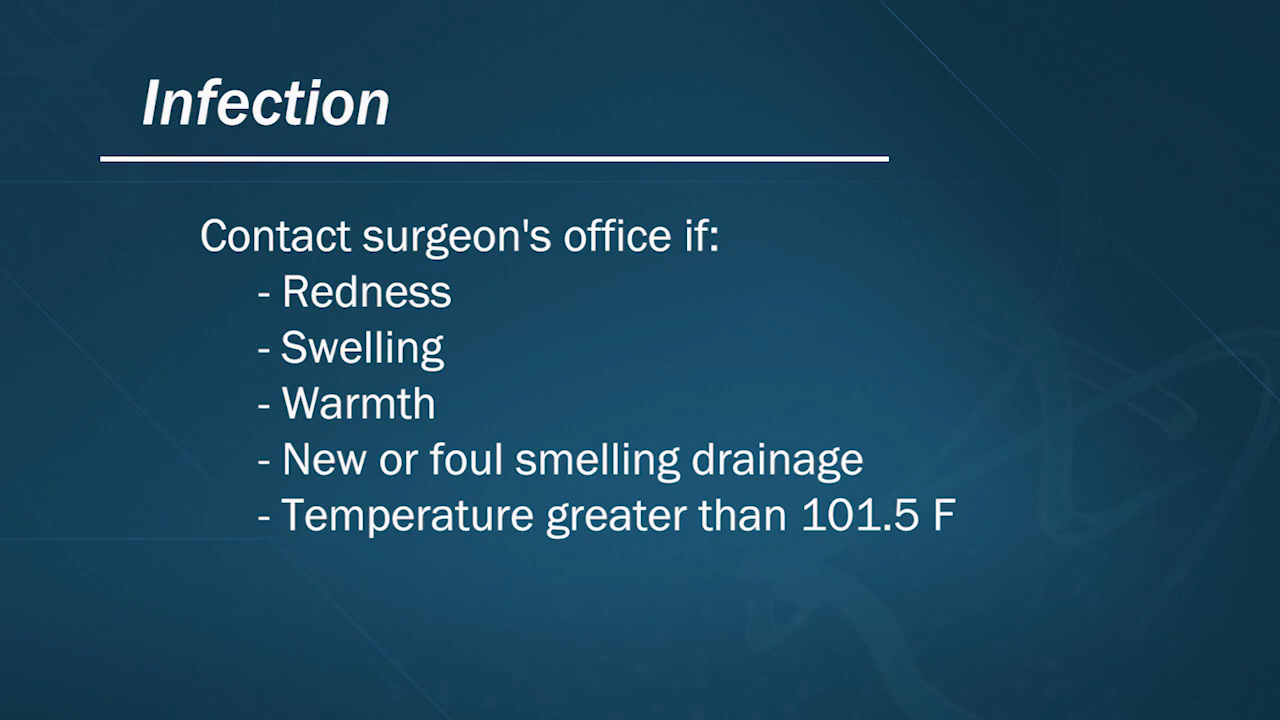 Infection
Contact surgeon's office if:
- Redness
- Swelling
- Warmth
- New or foul smelling drainage
- Temperature greater than 101.5 F